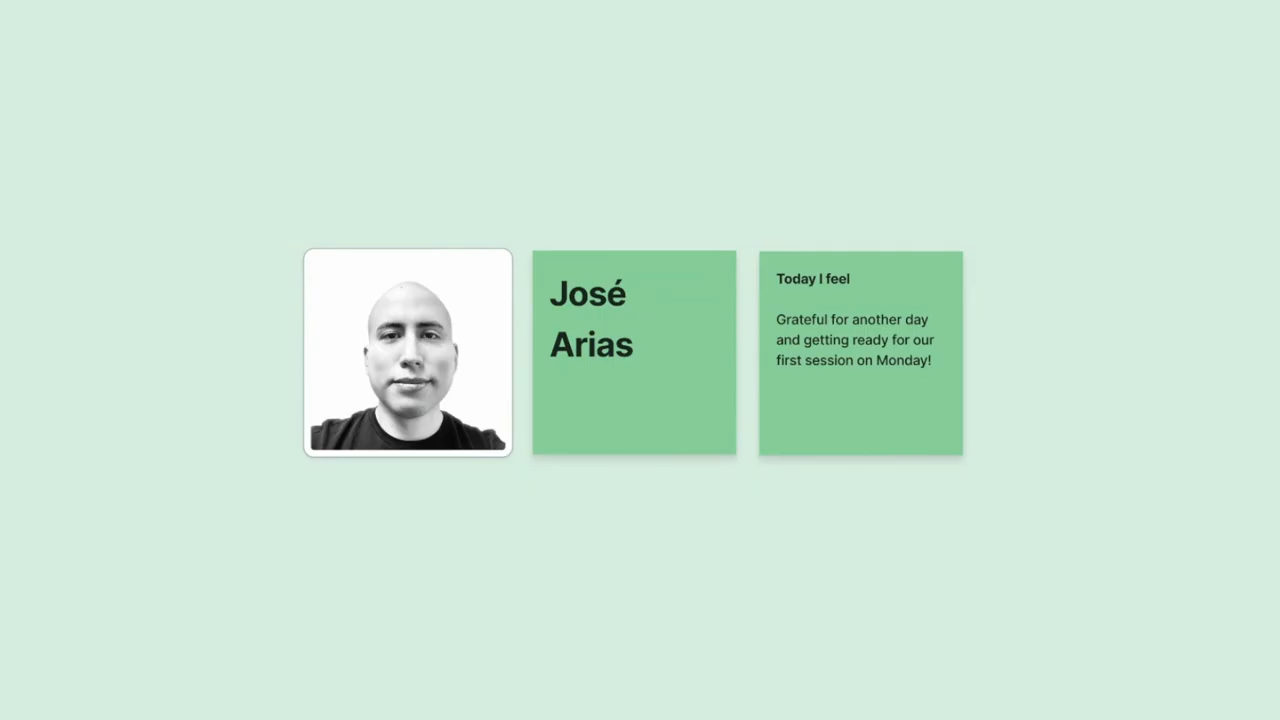 José
Arias
Today I feel
Grateful for another day
and getting ready for our
first session on Monday!